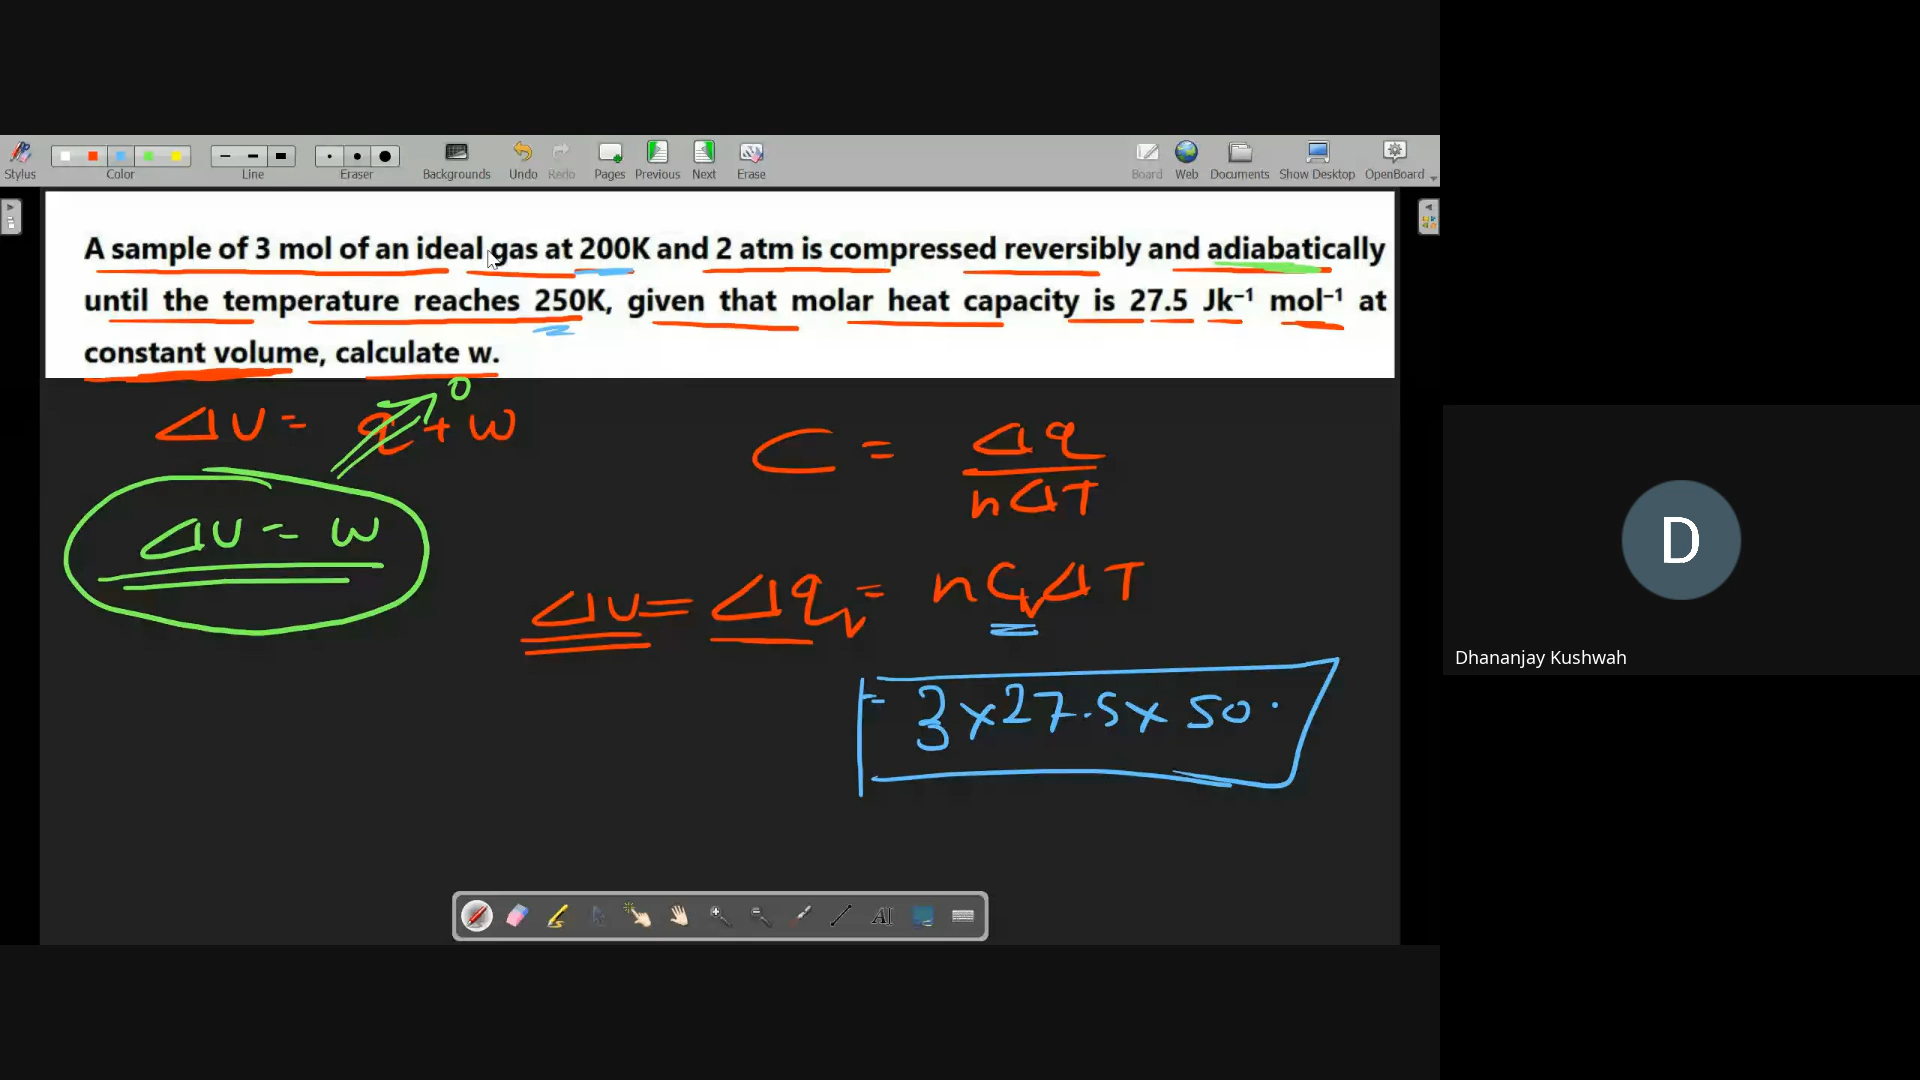 Stylus
Color
Line
Eraser
Backgrounds
Undo
Redo
Pages
Previous
Next
Erase
Board
Web
Documents
Show Desktop
OpenBoard
A sample of 3 mol of an ideal gas at 200K and 2 atm is compressed reversibly and adiabatically
until the temperature reaches 250K, given that molar heat capacity is 27.5 Jk⁻¹ mol⁻¹ at
constant volume, calculate w.
ΔU = q + w
0
ΔU = w
C = Δq / nΔT
ΔU = Δqv = nCvΔT
= 3 × 27.5 × 50 .
D
Dhananjay Kushwah
AI